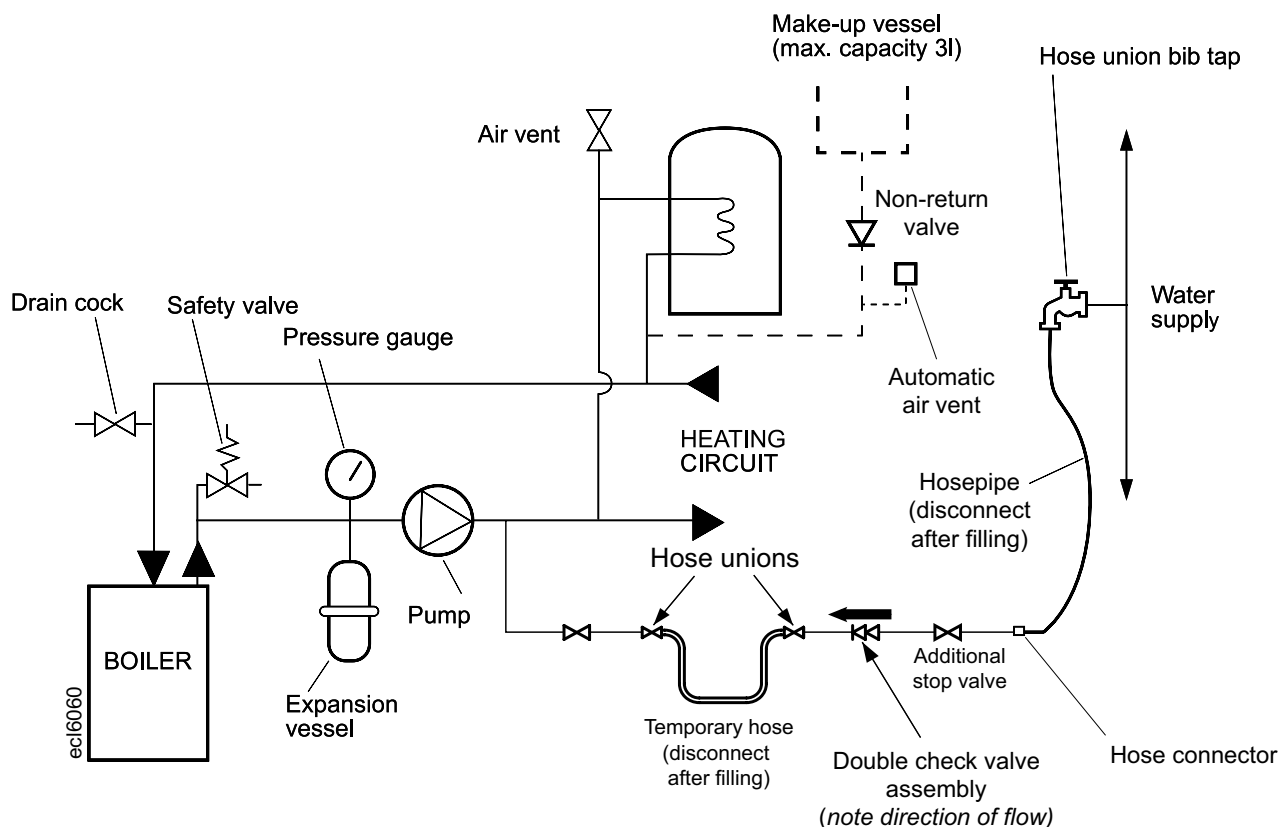 Make-up vessel
(max. capacity 3l)
Hose union bib tap
Air vent
Non-return
valve
Drain cock
Safety valve
Pressure gauge
Water
supply
Automatic
air vent
HEATING
CIRCUIT
Hosepipe
(disconnect
after filling)
Hose unions
Pump
BOILER
Additional
stop valve
Expansion
vessel
Temporary hose
(disconnect
after filling)
Double check valve
assembly
(note direction of flow)
Hose connector
ecl6060